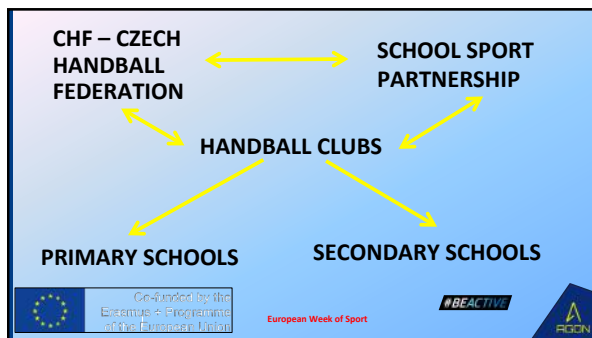 CHF – CZECH
HANDBALL
FEDERATION
SCHOOL SPORT
PARTNERSHIP
HANDBALL CLUBS
PRIMARY SCHOOLS
SECONDARY SCHOOLS
Co-funded by the
Erasmus + Programme
of the European Union
European Week of Sport
#BEACTIVE
AGON